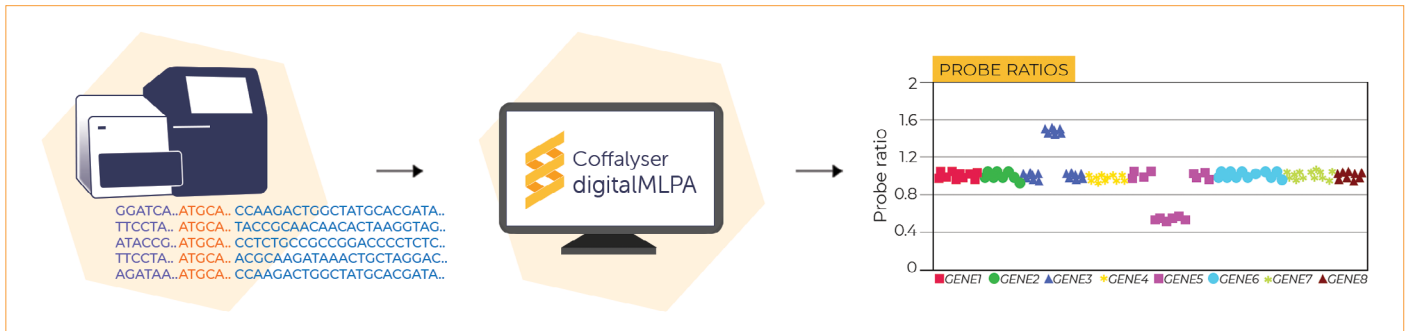 GGATCA..ATGCA.. CCAAGACTGGCTATGCACGATA..
TTCCTA.. ATGCA.. TACCGCAACAACACTAAGGTAG..
ATACCG..ATGCA.. CCTCTGCCGCCGGACCCCTCTC..
TTCCTA.. ATGCA.. ACGCAAGATAAACTGCTAGGAC..
AGATAA..ATGCA.. CCAAGACTGGCTATGCACGATA..
Coffalyser
digitalMLPA
PROBE RATIOS
Probe ratio
2
1.6
1.2
0.8
0.4
0
GENE1 GENE2 GENE3 GENE4 GENE5 GENE6 GENE7 GENE8